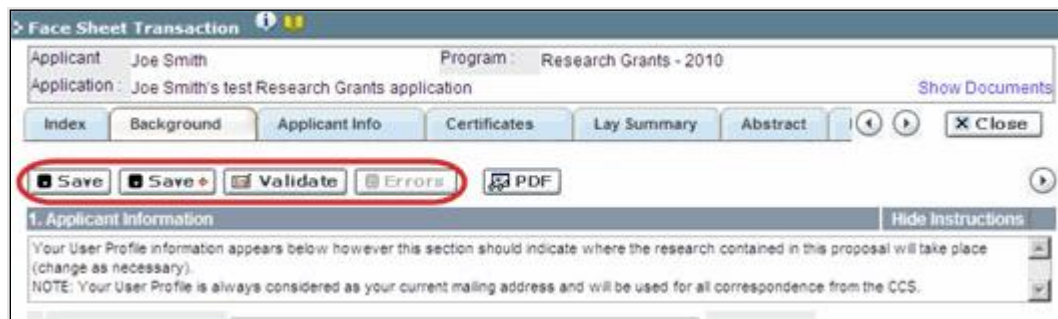 Face Sheet Transaction
Applicant Joe Smith Program : Research Grants - 2010
Application : Joe Smith's test Research Grants application Show Documents
Index Background Applicant Info Certificates Lay Summary Abstract Close
Save Save Validate Errors PDF
1. Applicant Information Hide Instructions
Your User Profile information appears below however this section should indicate where the research contained in this proposal will take place
(change as necessary).
NOTE: Your User Profile is always considered as your current mailing address and will be used for all correspondence from the CCS.